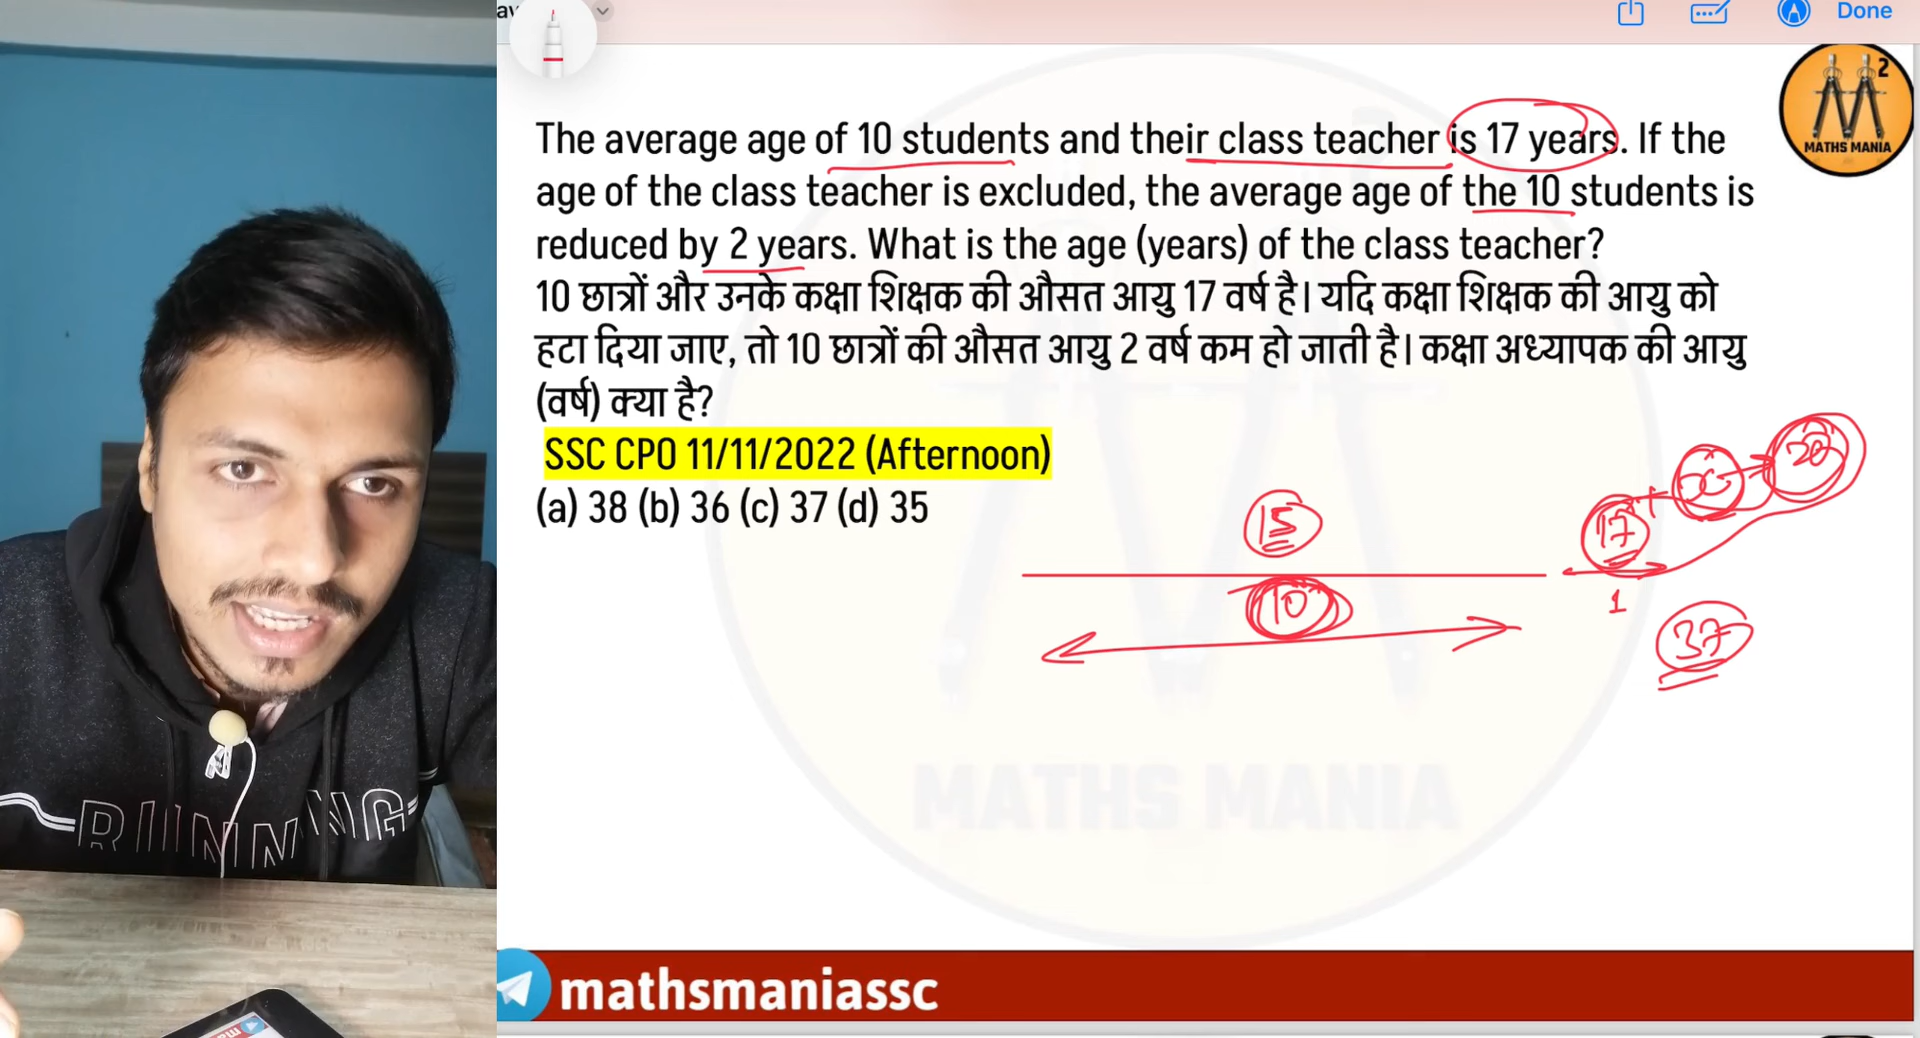 Done
2
MATHS MANIA
The average age of 10 students and their class teacher is 17 years. If the
age of the class teacher is excluded, the average age of the 10 students is
reduced by 2 years. What is the age (years) of the class teacher?
10 छात्रों और उनके कक्षा शिक्षक की औसत आयु 17 वर्ष है। यदि कक्षा शिक्षक की आयु को
हटा दिया जाए, तो 10 छात्रों की औसत आयु 2 वर्ष कम हो जाती है। कक्षा अध्यापक की आयु
(वर्ष) क्या है?
SSC CPO 11/11/2022 (Afternoon)
(a) 38 (b) 36 (c) 37 (d) 35
20
15
17 +
10
1
37
MATHS MANIA
RUNNING
mathsmaniassc